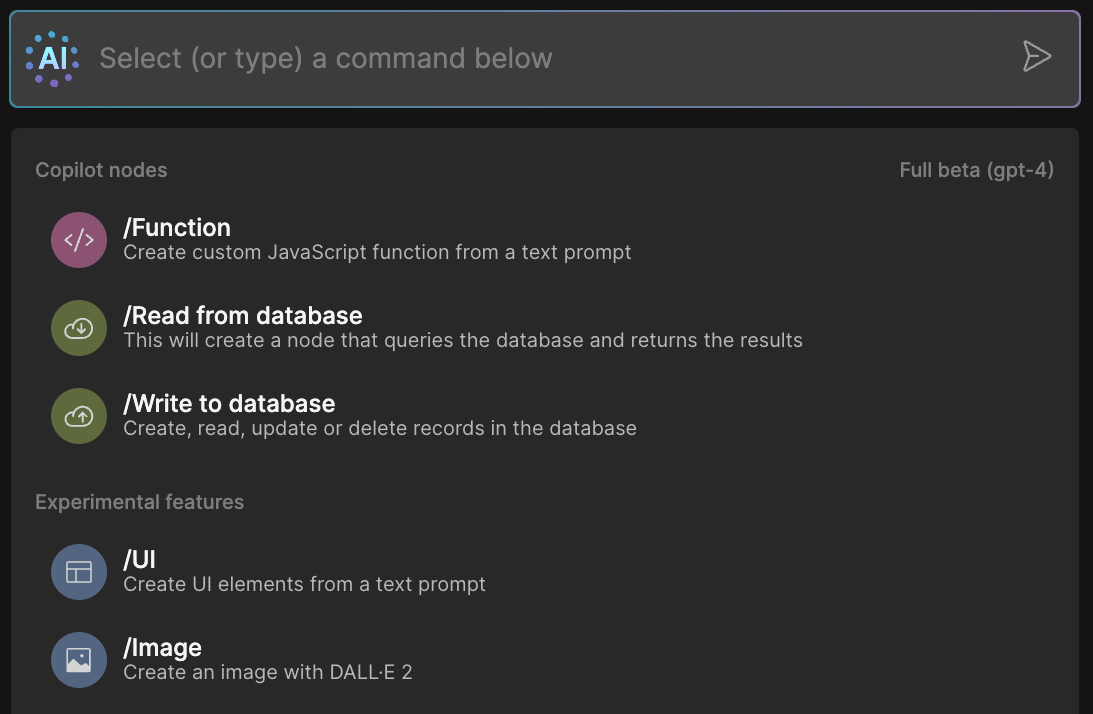 AI Select (or type) a command below
Copilot nodes Full beta (gpt-4)
/Function
Create custom JavaScript function from a text prompt
/Read from database
This will create a node that queries the database and returns the results
/Write to database
Create, read, update or delete records in the database
Experimental features
/UI
Create UI elements from a text prompt
/Image
Create an image with DALL·E 2